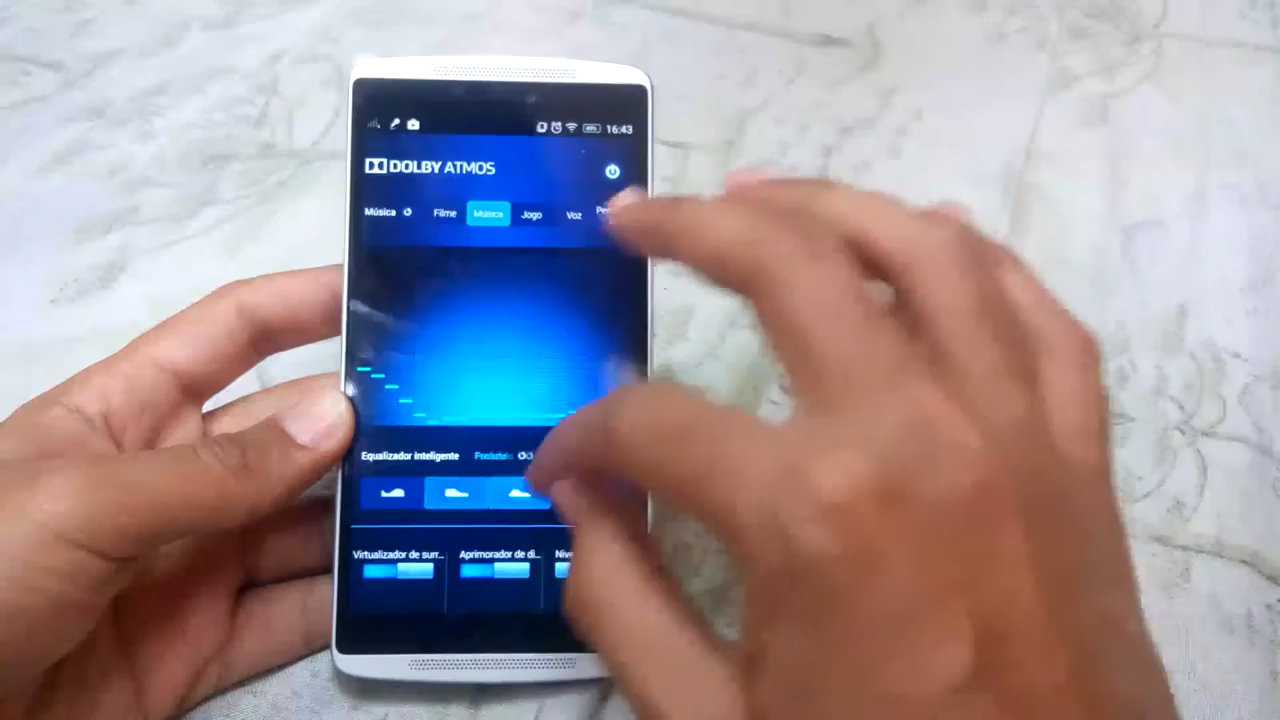 16:43
DOLBY ATMOS
Música Filme Música Jogo Voz
Equalizador inteligente
Virtualizador de surr... Aprimorador de di...